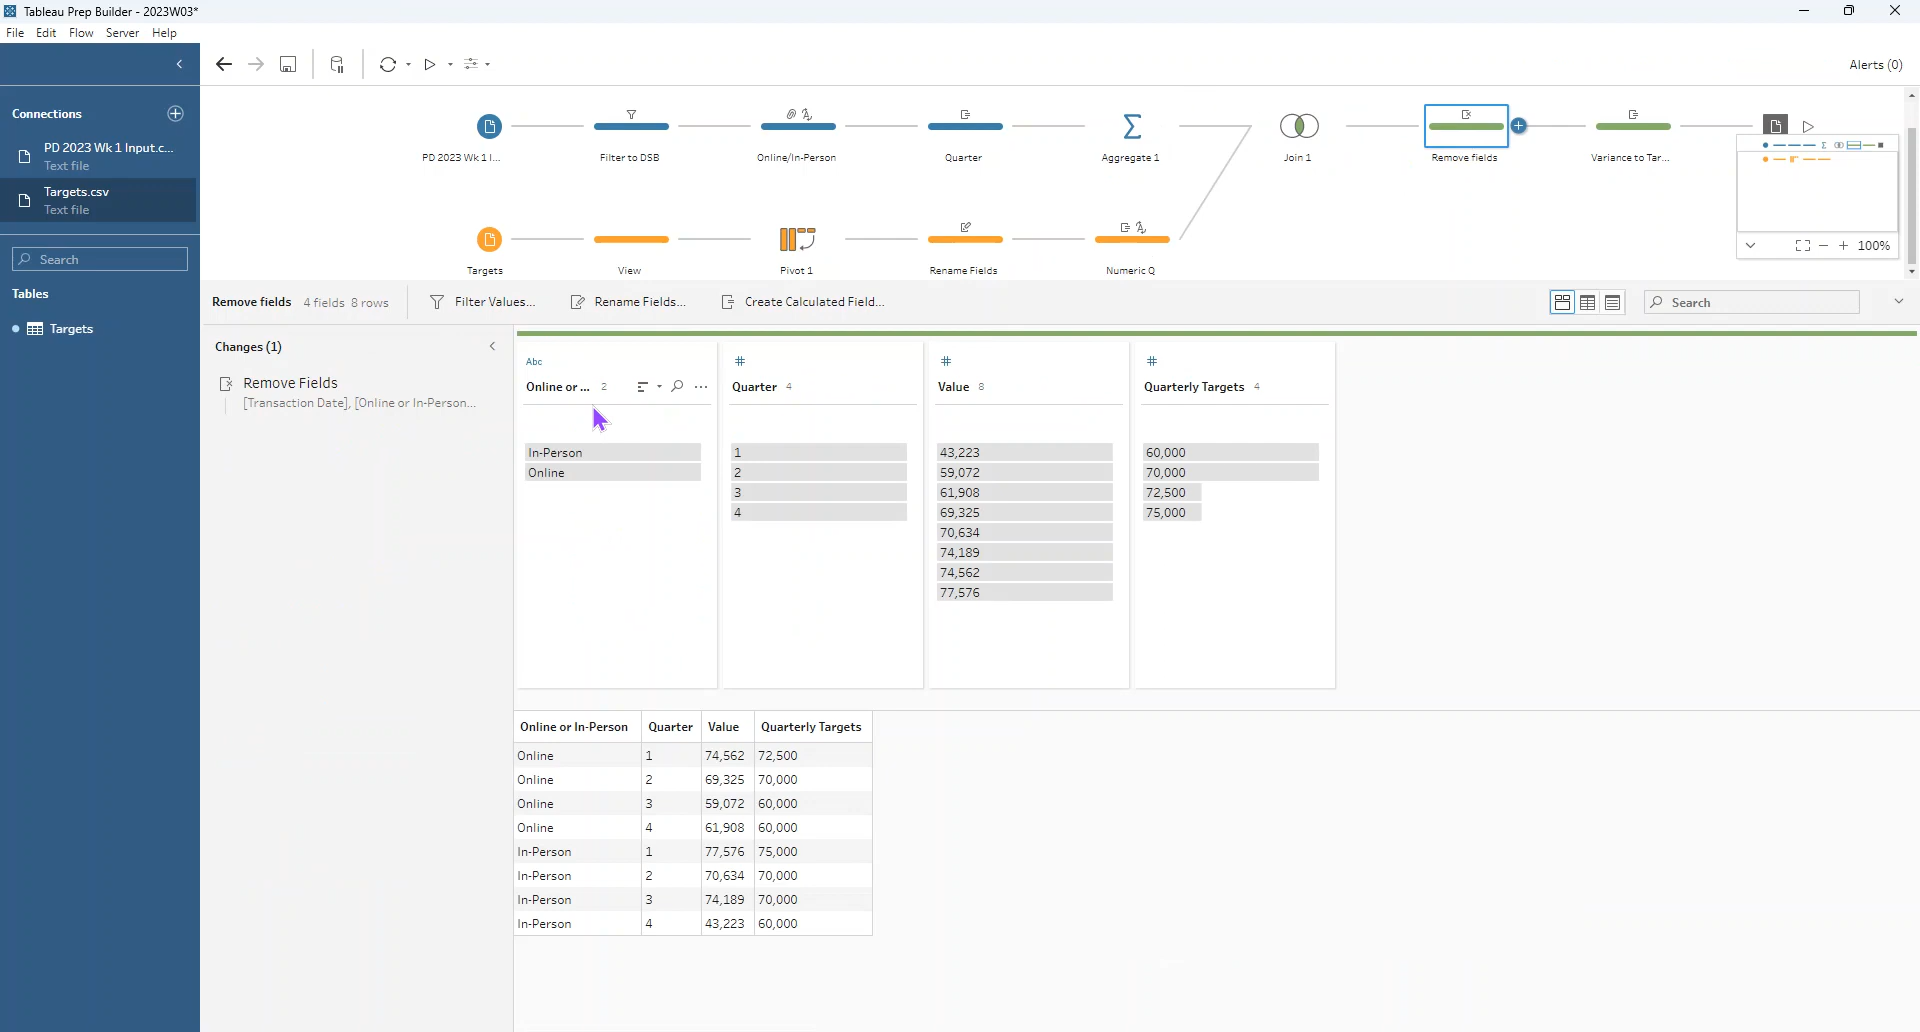 Tableau Prep Builder - 2023W03*
File Edit Flow Server Help
Alerts (0)
Connections
PD 2023 Wk 1 Input.c...
Text file
Targets.csv
Text file
Search
Tables
Targets
PD 2023 Wk 1 I...
Filter to DSB
Online/In-Person
Quarter
Aggregate 1
Join 1
Remove fields
Variance to Tar...
Targets
View
Pivot 1
Rename Fields
Numeric Q
100%
Remove fields 4 fields 8 rows
Filter Values...
Rename Fields...
Create Calculated Field...
Search
Changes (1)
Remove Fields
[Transaction Date], [Online or In-Person...
Abc
Online or ... 2
In-Person
Online
#
Quarter 4
1
2
3
4
#
Value 8
43,223
59,072
61,908
69,325
70,634
74,189
74,562
77,576
#
Quarterly Targets 4
60,000
70,000
72,500
75,000
Online or In-Person Quarter Value Quarterly Targets
Online 1 74,562 72,500
Online 2 69,325 70,000
Online 3 59,072 60,000
Online 4 61,908 60,000
In-Person 1 77,576 75,000
In-Person 2 70,634 70,000
In-Person 3 74,189 70,000
In-Person 4 43,223 60,000